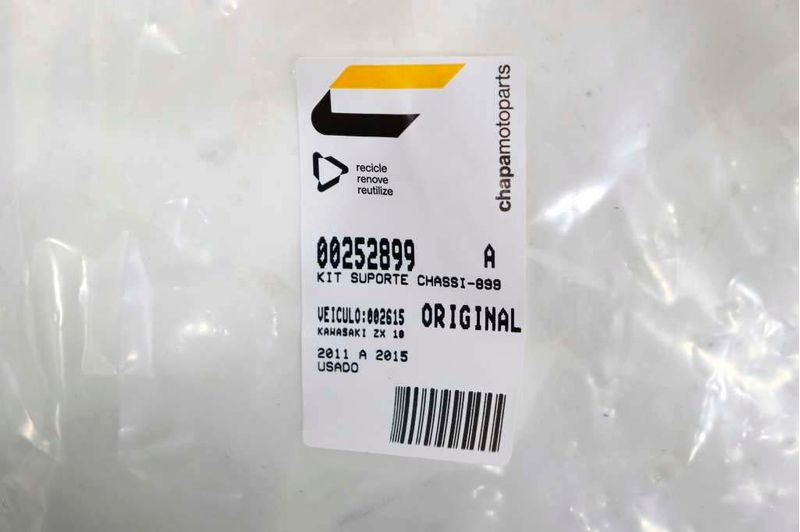 chapamotoparts
recicle
renove
reutilize
00252899 A
KIT SUPORTE CHASSI-899
VEICULO:002615 ORIGINAL
KAWASAKI ZX 10
2011 A 2015
USADO